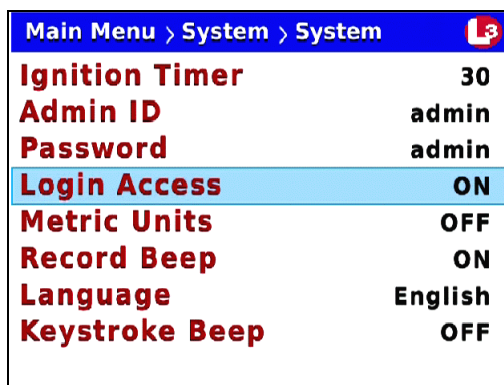 Main Menu > System > System L3
Ignition Timer 30
Admin ID admin
Password admin
Login Access ON
Metric Units OFF
Record Beep ON
Language English
Keystroke Beep OFF